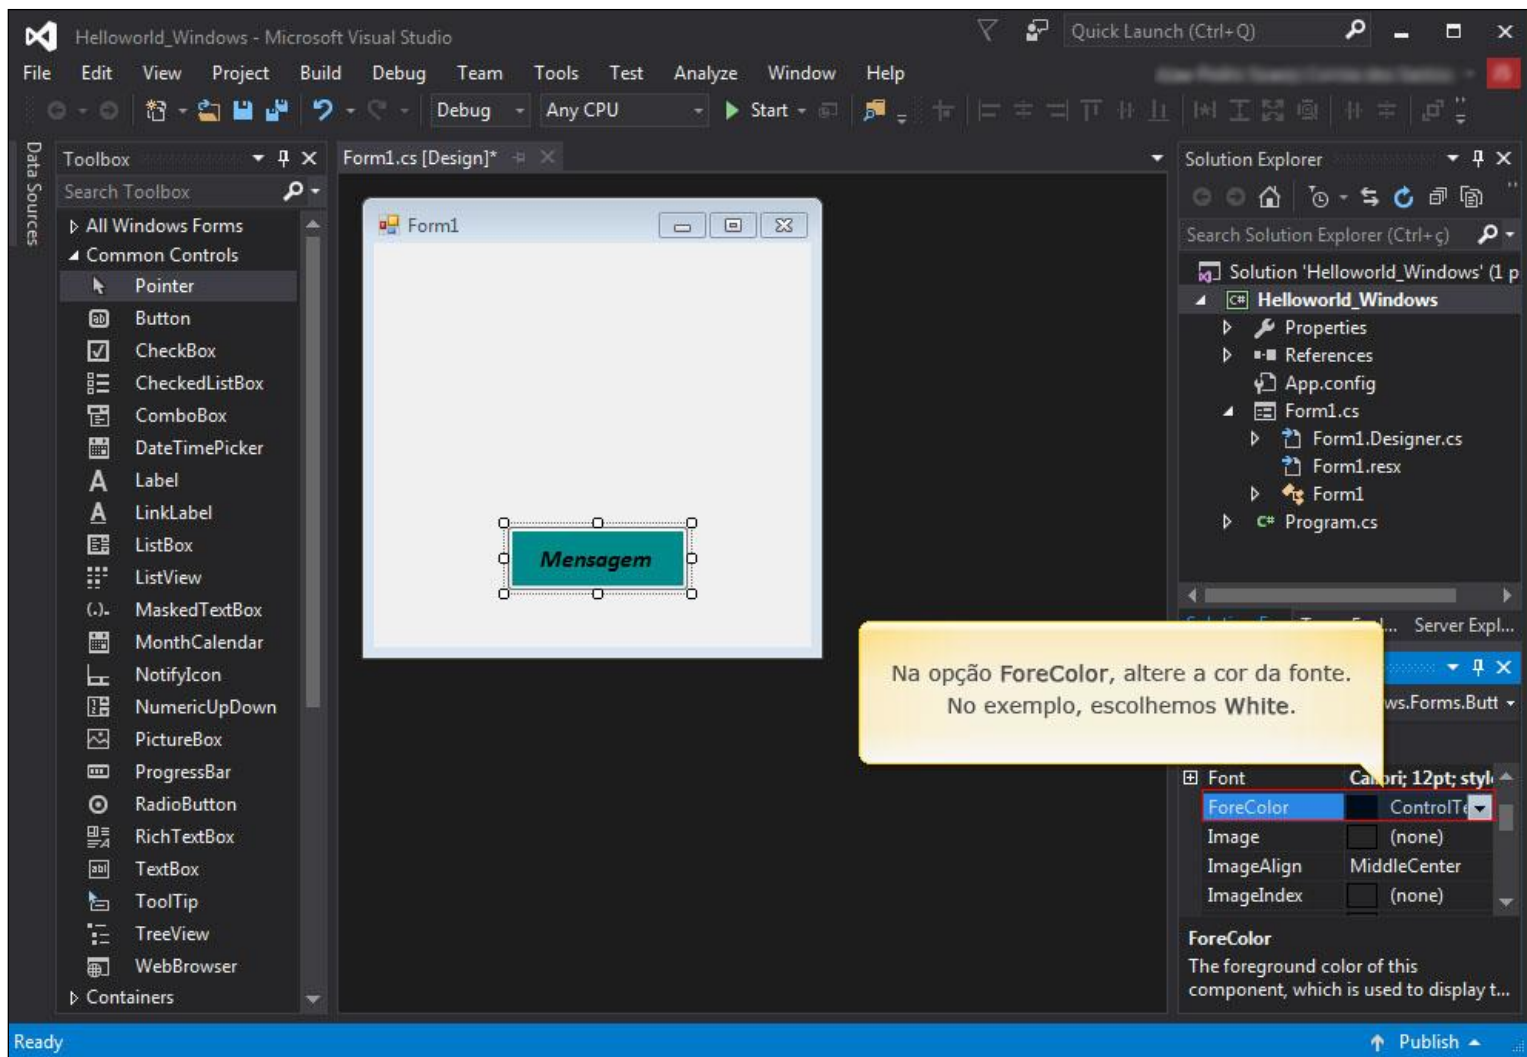 Helloworld_Windows - Microsoft Visual Studio
Quick Launch (Ctrl+Q)
File Edit View Project Build Debug Team Tools Test Analyze Window Help
Debug Any CPU Start
Data Sources
Toolbox
Search Toolbox
All Windows Forms
Common Controls
Pointer
Button
CheckBox
CheckedListBox
ComboBox
DateTimePicker
Label
LinkLabel
ListBox
ListView
MaskedTextBox
MonthCalendar
NotifyIcon
NumericUpDown
PictureBox
ProgressBar
RadioButton
RichTextBox
TextBox
ToolTip
TreeView
WebBrowser
Containers
Form1.cs [Design]*
Form1
Mensagem
Solution Explorer
Search Solution Explorer (Ctrl+ç)
Solution 'Helloworld_Windows' (1 p
Helloworld_Windows
Properties
References
App.config
Form1.cs
Form1.Designer.cs
Form1.resx
Form1
Program.cs
Server Expl...
Na opção ForeColor, altere a cor da fonte.
No exemplo, escolhemos White.
ws.Forms.Butt
Font Calibri; 12pt; style
ForeColor ControlTe
Image (none)
ImageAlign MiddleCenter
ImageIndex (none)
ForeColor
The foreground color of this
component, which is used to display t...
Ready
Publish